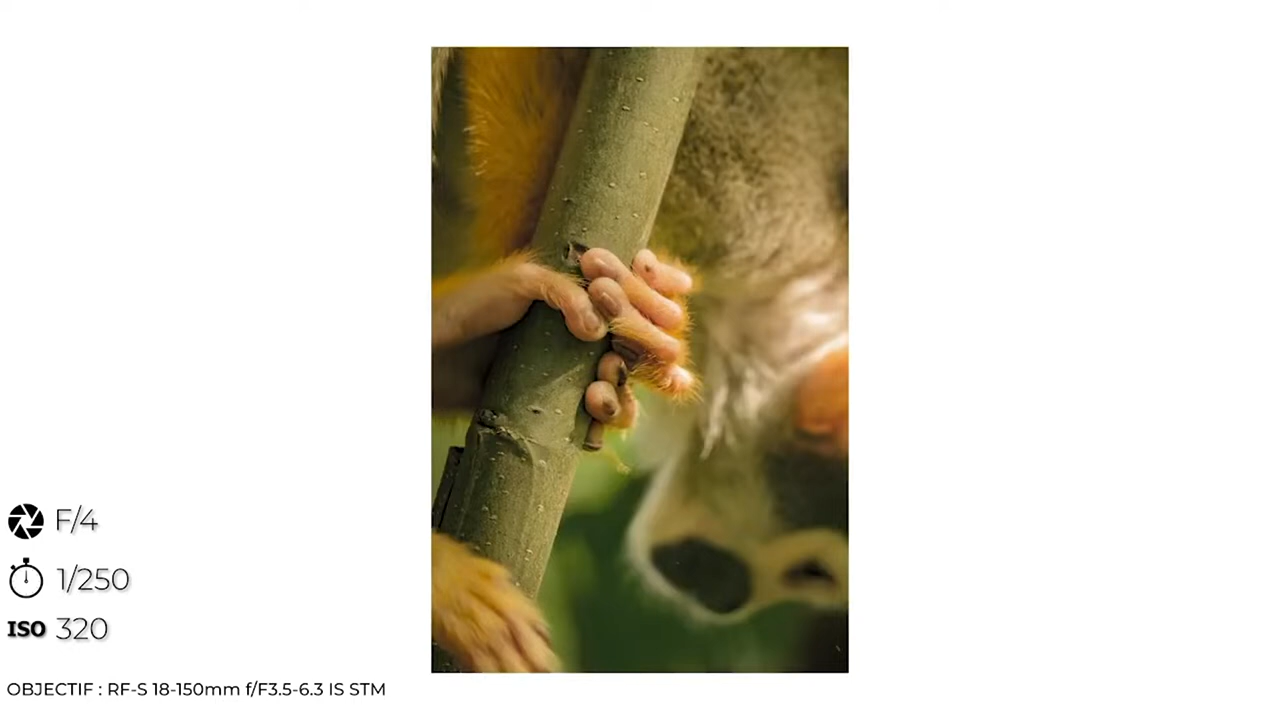 F/4
1/250
ISO 320
OBJECTIF : RF-S 18-150mm f/F3.5-6.3 IS STM